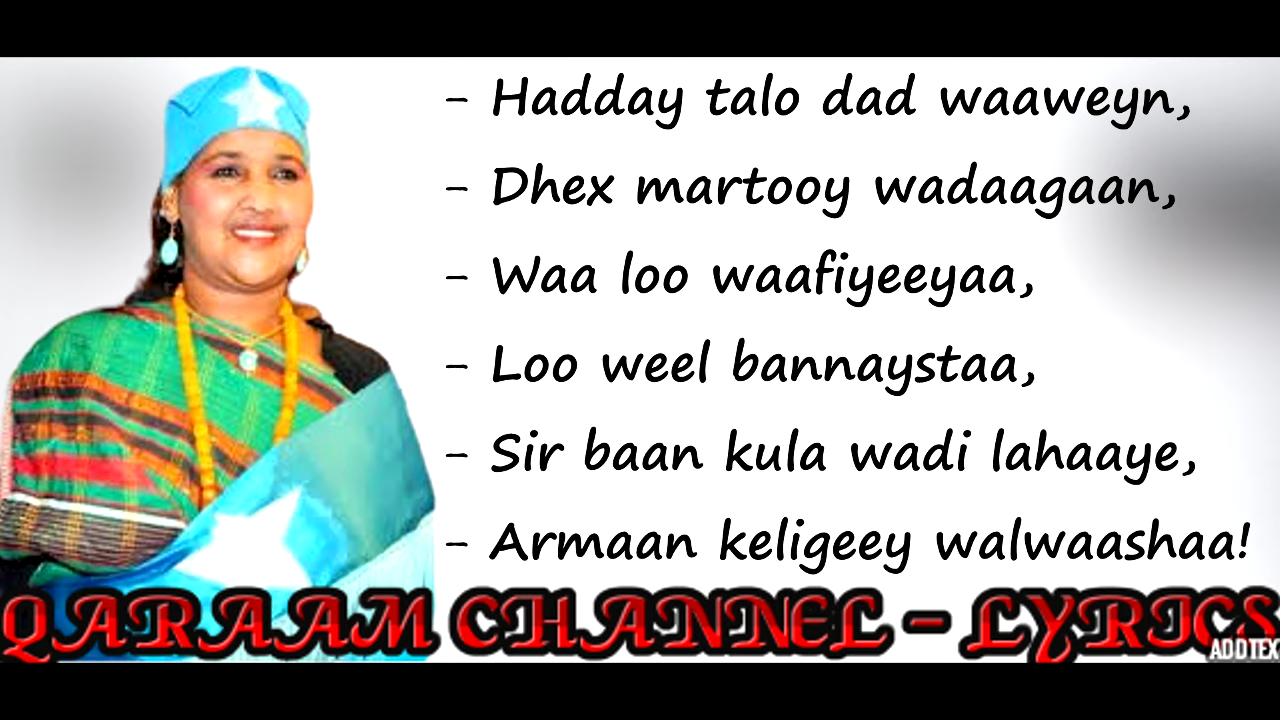 - Hadday talo dad waaweyn,
- Dhex martooy wadaagaan,
- Waa loo waafiyeeyaa,
- Loo weel bannaystaa,
- Sir baan kula wadi lahaaye,
- Armaan keligeey walwaashaa!
QARAAM CHANNEL - LYRICS
ADDTEXT